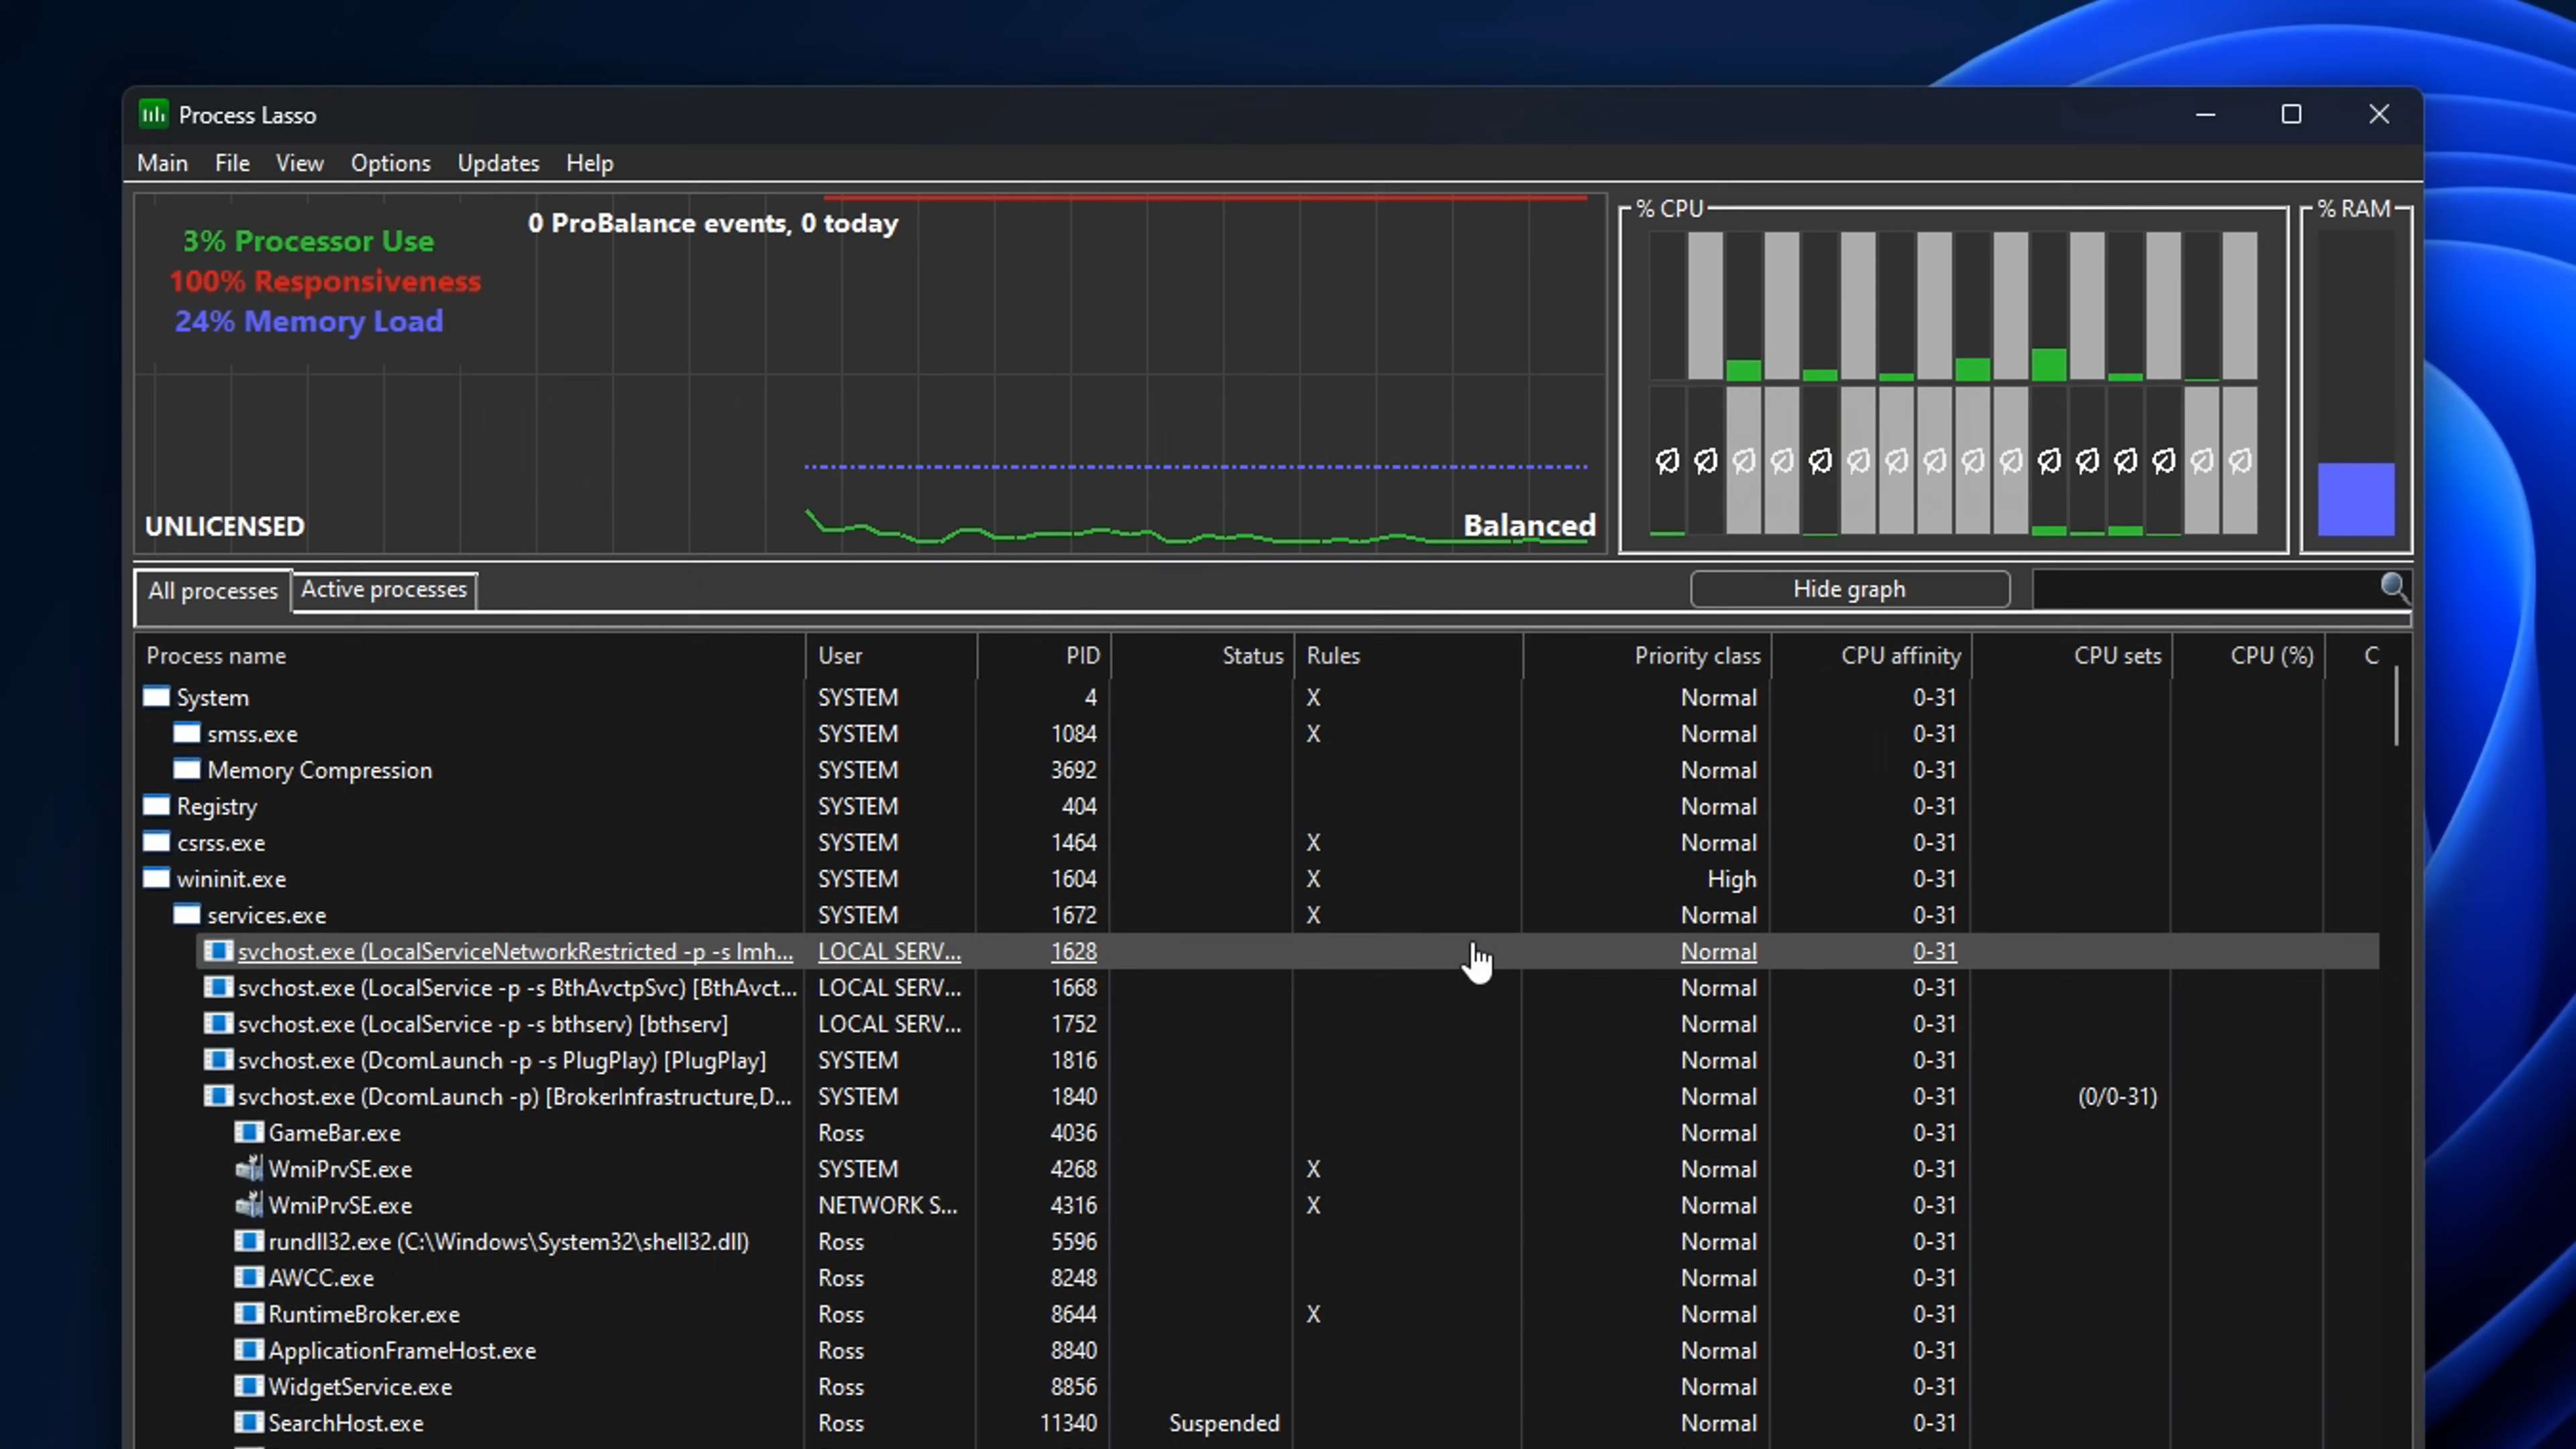 Process Lasso
Main File View Options Updates Help
3% Processor Use
100% Responsiveness
24% Memory Load
0 ProBalance events, 0 today
UNLICENSED
Balanced
% CPU
% RAM
All processes Active processes Hide graph
Process name User PID Status Rules Priority class CPU affinity CPU sets CPU (%) C
System SYSTEM 4 X Normal 0-31
smss.exe SYSTEM 1084 X Normal 0-31
Memory Compression SYSTEM 3692 Normal 0-31
Registry SYSTEM 404 Normal 0-31
csrss.exe SYSTEM 1464 X Normal 0-31
wininit.exe SYSTEM 1604 X High 0-31
services.exe SYSTEM 1672 X Normal 0-31
svchost.exe (LocalServiceNetworkRestricted -p -s lmh... LOCAL SERV... 1628 Normal 0-31
svchost.exe (LocalService -p -s BthAvctpSvc) [BthAvct... LOCAL SERV... 1668 Normal 0-31
svchost.exe (LocalService -p -s bthserv) [bthserv] LOCAL SERV... 1752 Normal 0-31
svchost.exe (DcomLaunch -p -s PlugPlay) [PlugPlay] SYSTEM 1816 Normal 0-31
svchost.exe (DcomLaunch -p) [BrokerInfrastructure,D... SYSTEM 1840 Normal 0-31 (0/0-31)
GameBar.exe Ross 4036 Normal 0-31
WmiPrvSE.exe SYSTEM 4268 X Normal 0-31
WmiPrvSE.exe NETWORK S... 4316 X Normal 0-31
rundll32.exe (C:\Windows\System32\shell32.dll) Ross 5596 Normal 0-31
AWCC.exe Ross 8248 Normal 0-31
RuntimeBroker.exe Ross 8644 X Normal 0-31
ApplicationFrameHost.exe Ross 8840 Normal 0-31
WidgetService.exe Ross 8856 Normal 0-31
SearchHost.exe Ross 11340 Suspended Normal 0-31